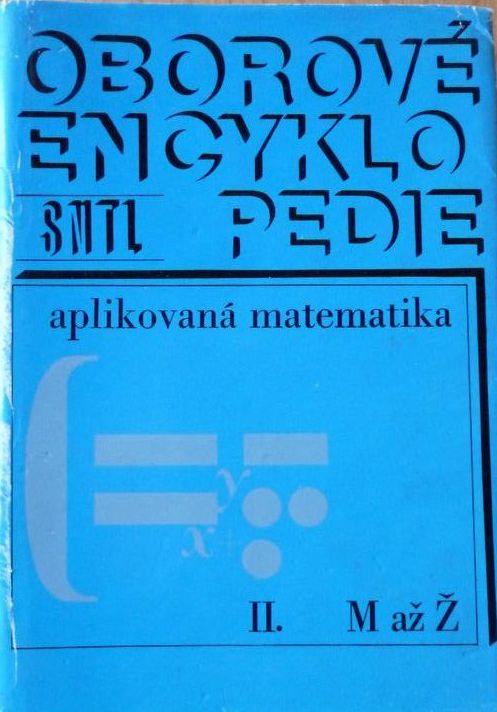 OBOROVÉ
ENCYKLO
SNTL PEDIE
aplikovaná matematika
y
x+
II. M až Ž